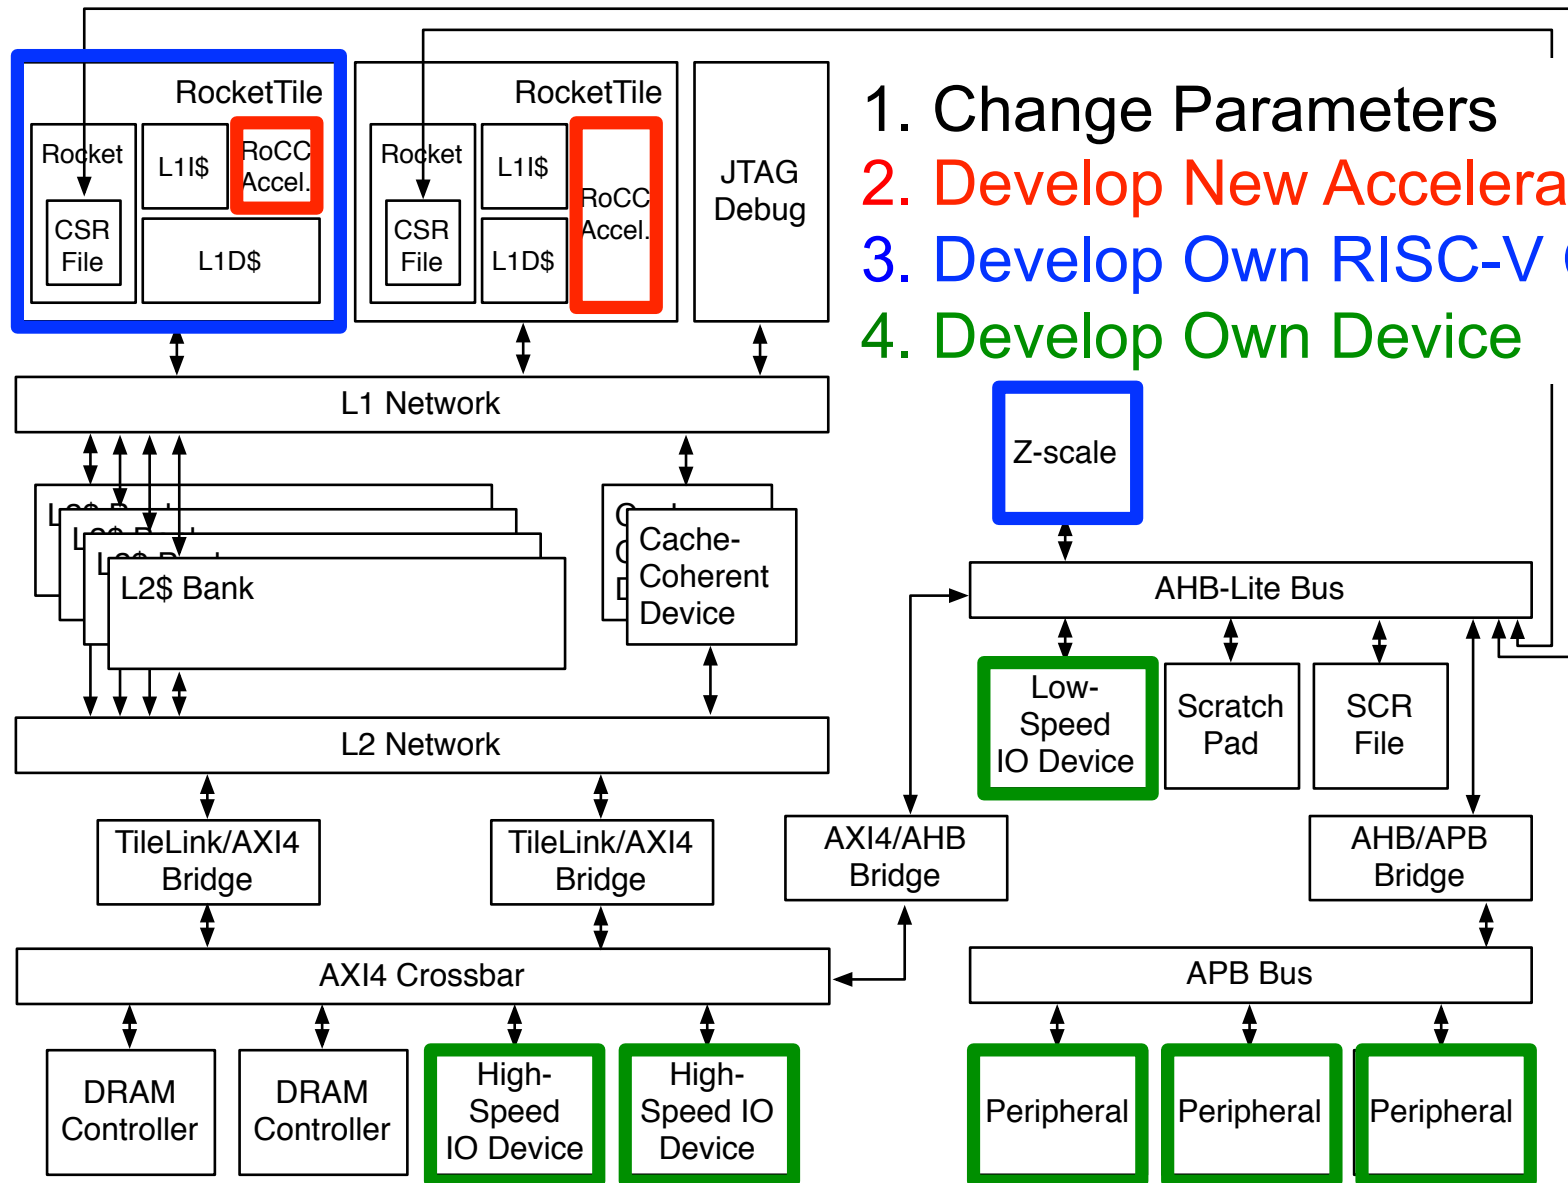 RocketTile
Rocket
L1I$
RoCC
Accel.
CSR
File
L1D$
RocketTile
Rocket
L1I$
RoCC
Accel.
CSR
File
L1D$
JTAG
Debug
1. Change Parameters
2. Develop New Accelera
3. Develop Own RISC-V
4. Develop Own Device
L1 Network
Z-scale
L2$ Bank
Cache-
Coherent
Device
AHB-Lite Bus
Low-
Speed
IO Device
Scratch
Pad
SCR
File
L2 Network
TileLink/AXI4
Bridge
TileLink/AXI4
Bridge
AXI4/AHB
Bridge
AHB/APB
Bridge
AXI4 Crossbar
APB Bus
DRAM
Controller
DRAM
Controller
High-
Speed
IO Device
High-
Speed IO
Device
Peripheral
Peripheral
Peripheral